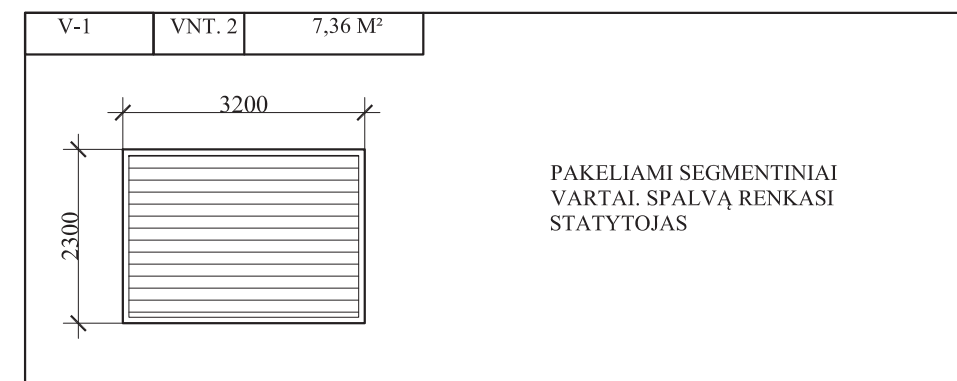 V-1 VNT. 2 7,36 M²
3200
2300
PAKELIAMI SEGMENTINIAI
VARTAI. SPALVĄ RENKASI
STATYTOJAS